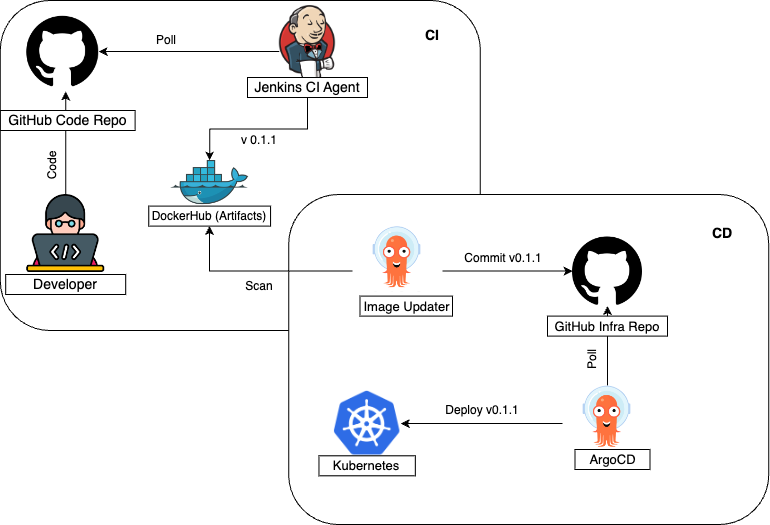 CI
Poll
Jenkins CI Agent
GitHub Code Repo
v 0.1.1
Code
DockerHub (Artifacts)
Developer
CD
Scan
Commit v0.1.1
Image Updater
GitHub Infra Repo
Poll
Deploy v0.1.1
Kubernetes
ArgoCD